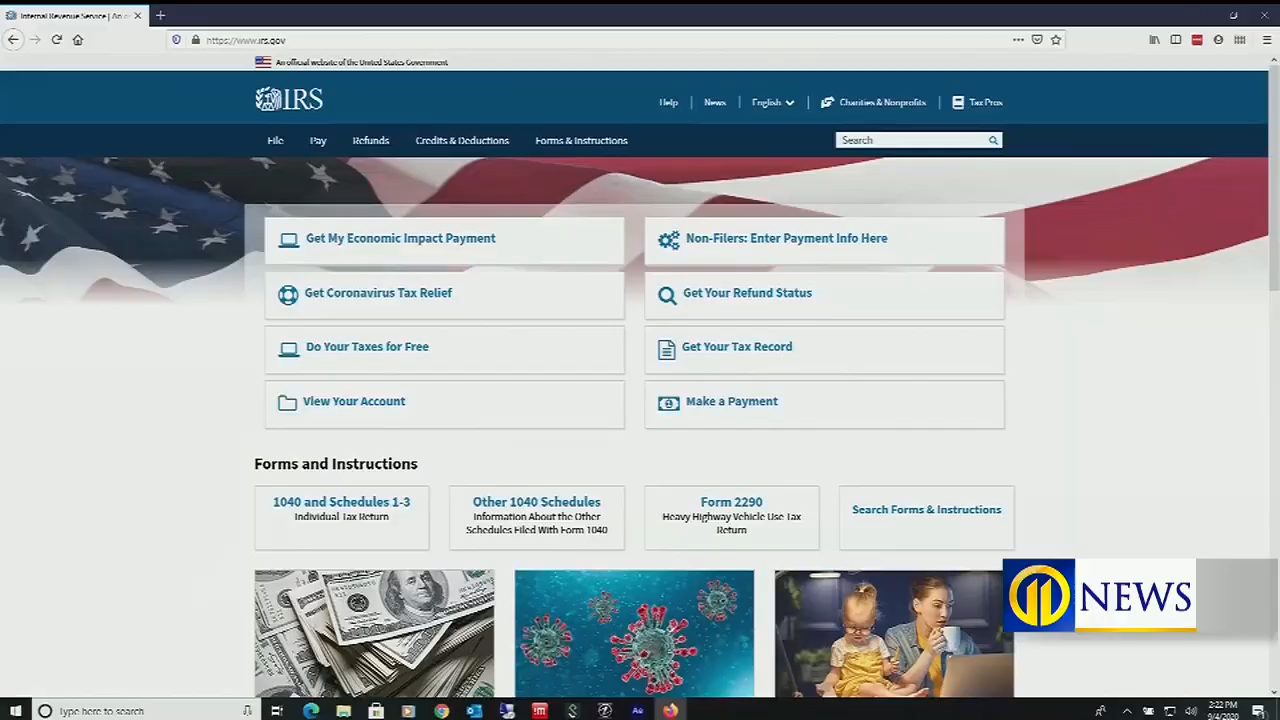 Internal Revenue Service | An o
https://www.irs.gov
An official website of the United States Government
IRS
Help
News
English
Charities & Nonprofits
Tax Pros
File
Pay
Refunds
Credits & Deductions
Forms & Instructions
Search
Get My Economic Impact Payment
Non-Filers: Enter Payment Info Here
Get Coronavirus Tax Relief
Get Your Refund Status
Do Your Taxes for Free
Get Your Tax Record
View Your Account
Make a Payment
Forms and Instructions
1040 and Schedules 1-3
Individual Tax Return
Other 1040 Schedules
Information About the Other
Schedules Filed With Form 1040
Form 2290
Heavy Highway Vehicle Use Tax
Return
Search Forms & Instructions
11 NEWS
Type here to search
2:22 PM